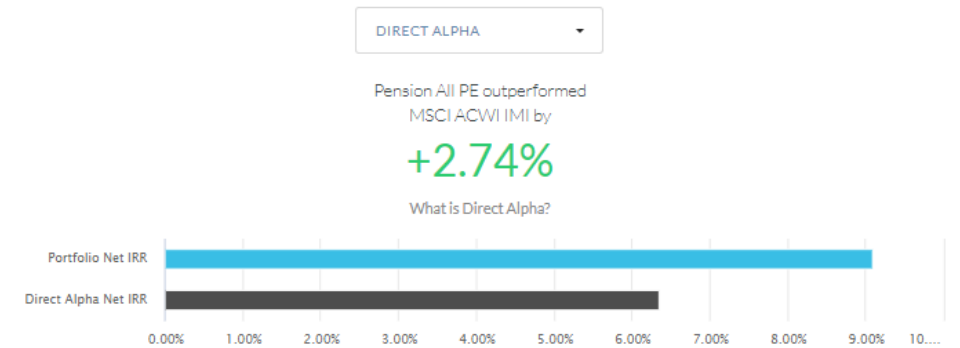 DIRECT ALPHA
Pension All PE outperformed
MSCI ACWI IMI by
+2.74%
What is Direct Alpha?
Portfolio Net IRR
Direct Alpha Net IRR
0.00% 1.00% 2.00% 3.00% 4.00% 5.00% 6.00% 7.00% 8.00% 9.00% 10....